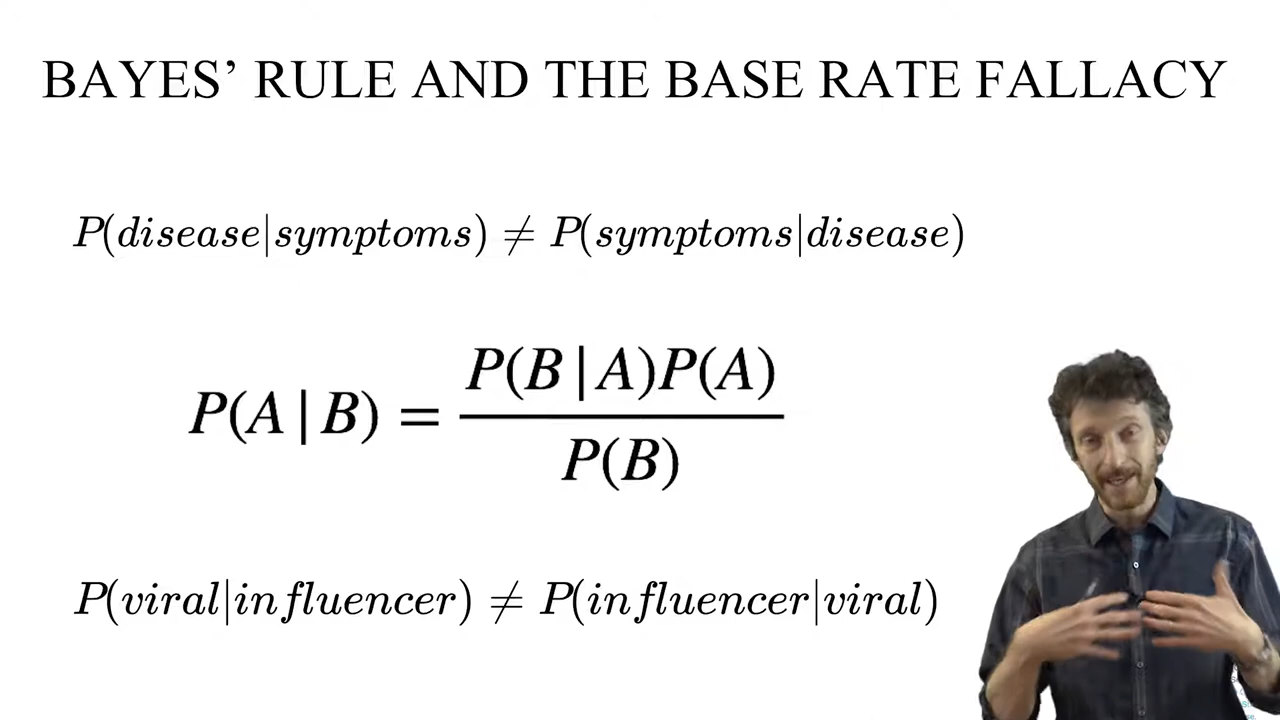 BAYES’ RULE AND THE BASE RATE FALLACY
P(disease|symptoms) ≠ P(symptoms|disease)
P(A|B) = P(B|A)P(A) / P(B)
P(viral|influencer) ≠ P(influencer|viral)